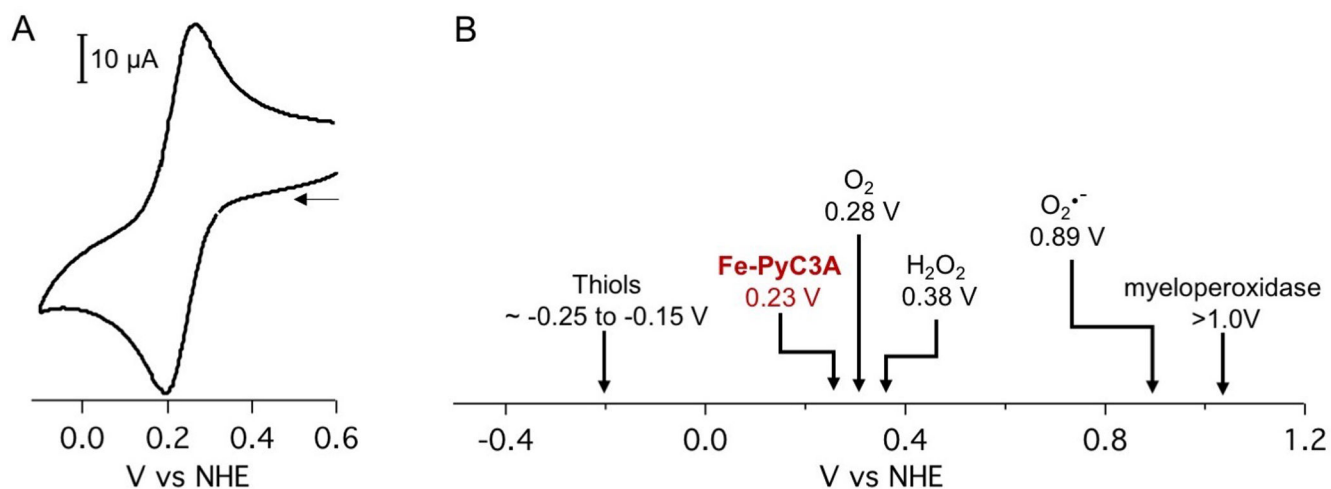 A
10 µA
0.0 0.2 0.4 0.6
V vs NHE
B
Thiols
~ -0.25 to -0.15 V
Fe-PyC3A
0.23 V
O₂
0.28 V
H₂O₂
0.38 V
O₂•⁻
0.89 V
myeloperoxidase
>1.0V
-0.4 0.0 0.4 0.8 1.2
V vs NHE